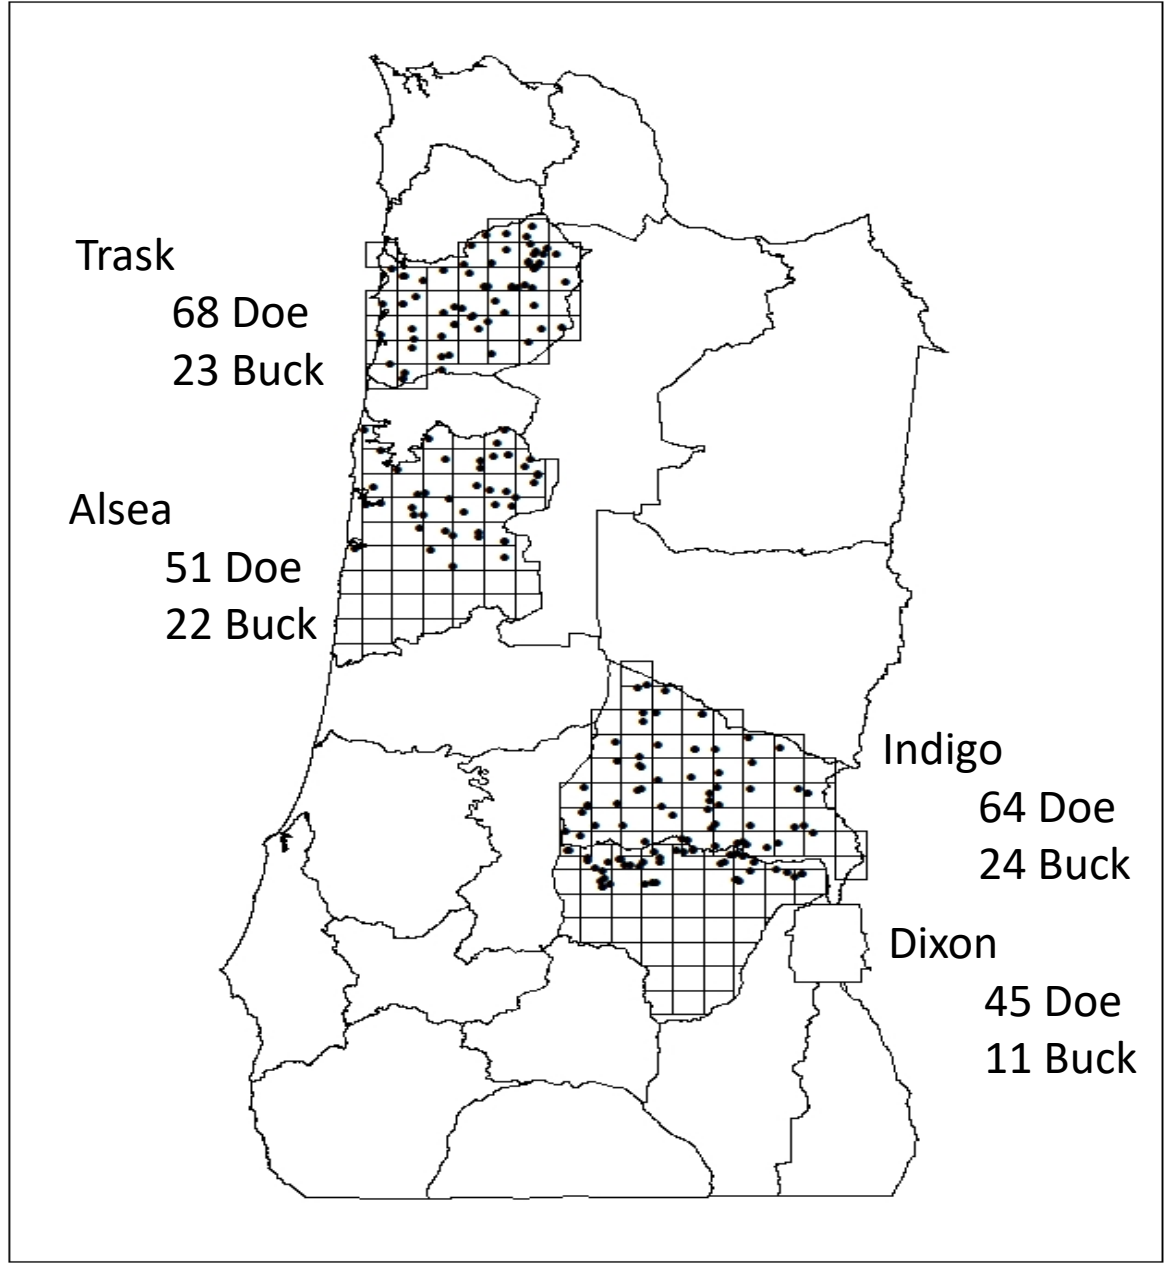 Trask
68 Doe
23 Buck
Alsea
51 Doe
22 Buck
Indigo
64 Doe
24 Buck
Dixon
45 Doe
11 Buck